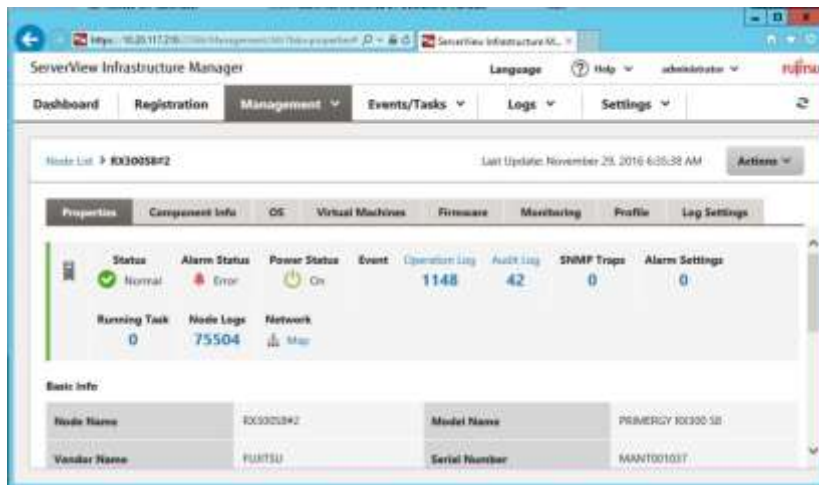 ServerView Infrastructure M...
ServerView Infrastructure Manager Language Help administrator FUJITSU
Dashboard Registration Management Events/Tasks Logs Settings
Node List RX300S8#2 Last Update: November 29, 2016 6:35:38 AM Actions
Properties Component Info OS Virtual Machines Firmware Monitoring Profile Log Settings
Status Alarm Status Power Status Event Operation Log Audit Log SNMP Traps Alarm Settings
Normal Error On 1148 42 0 0
Running Task Node Logs Network
0 75504 Map
Basic Info
Node Name RX300S8#2 Model Name PRIMERGY RX300 S8
Vendor Name FUJITSU Serial Number MANT001037